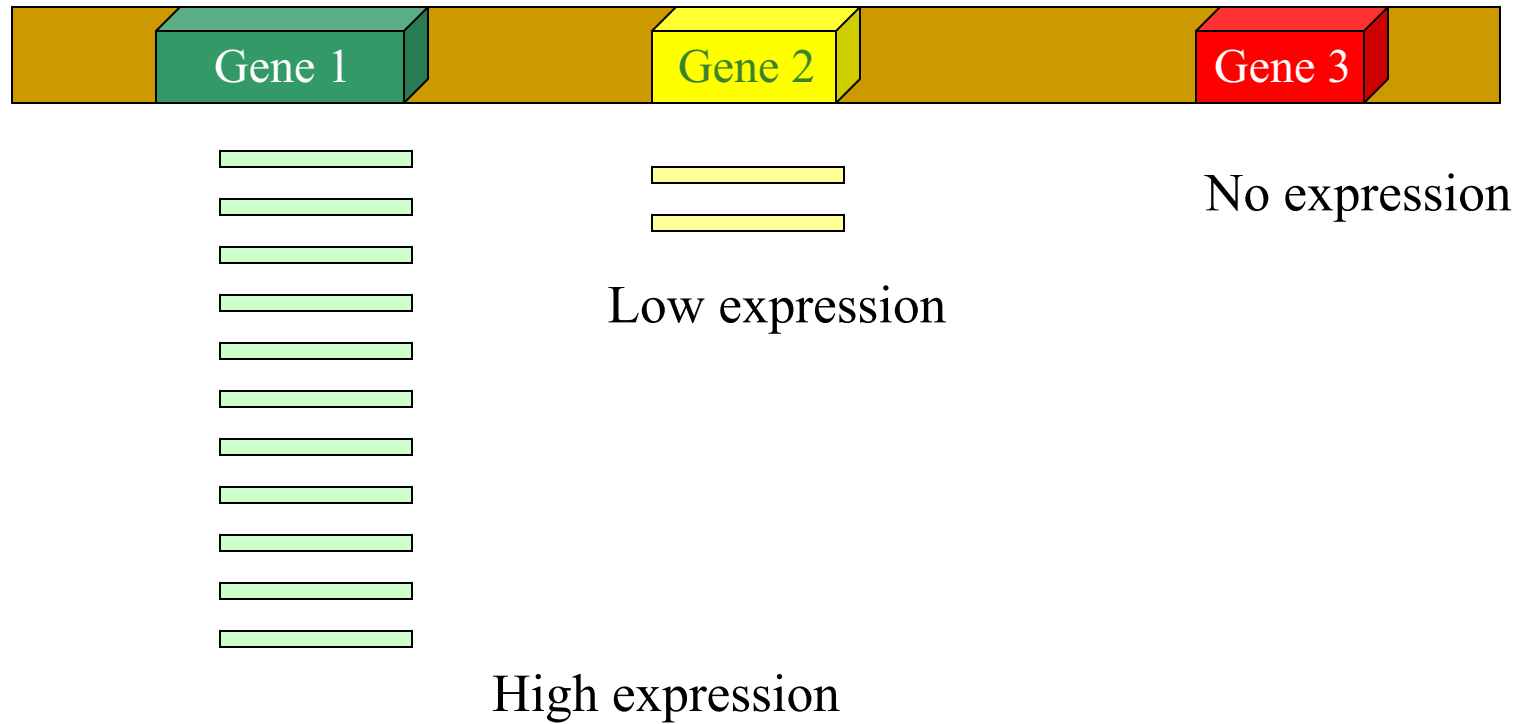 Gene 1
Gene 2
Gene 3
No expression
Low expression
High expression